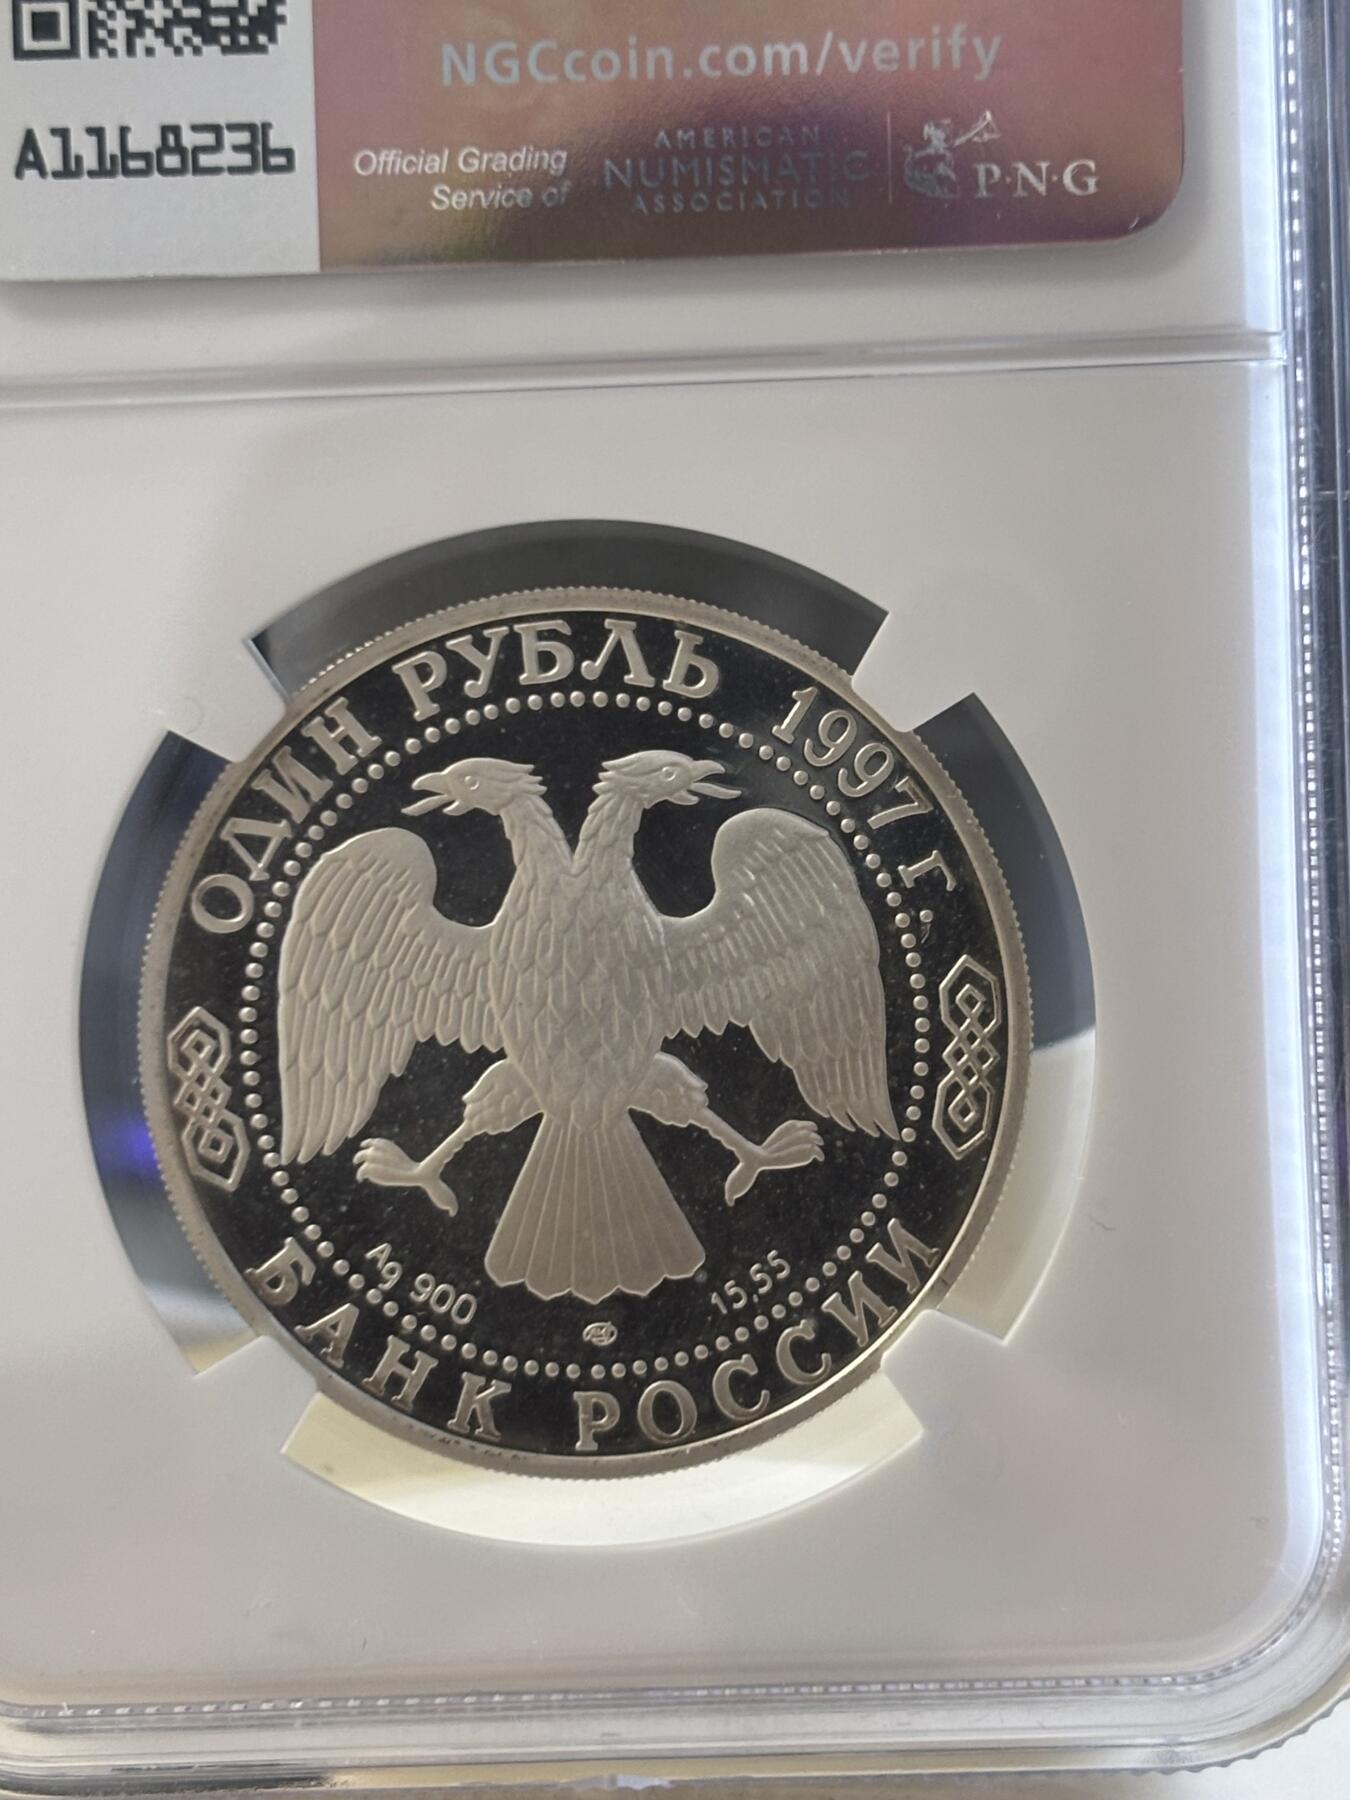 NGCcoin.com/verify
A1168236
Official Grading
Service of
AMERICAN
NUMISMATIC
ASSOCIATION
P·N·G
ОДИН РУБЛЬ 1997 г.
Ag 900
15,55
БАНК РОССИИ